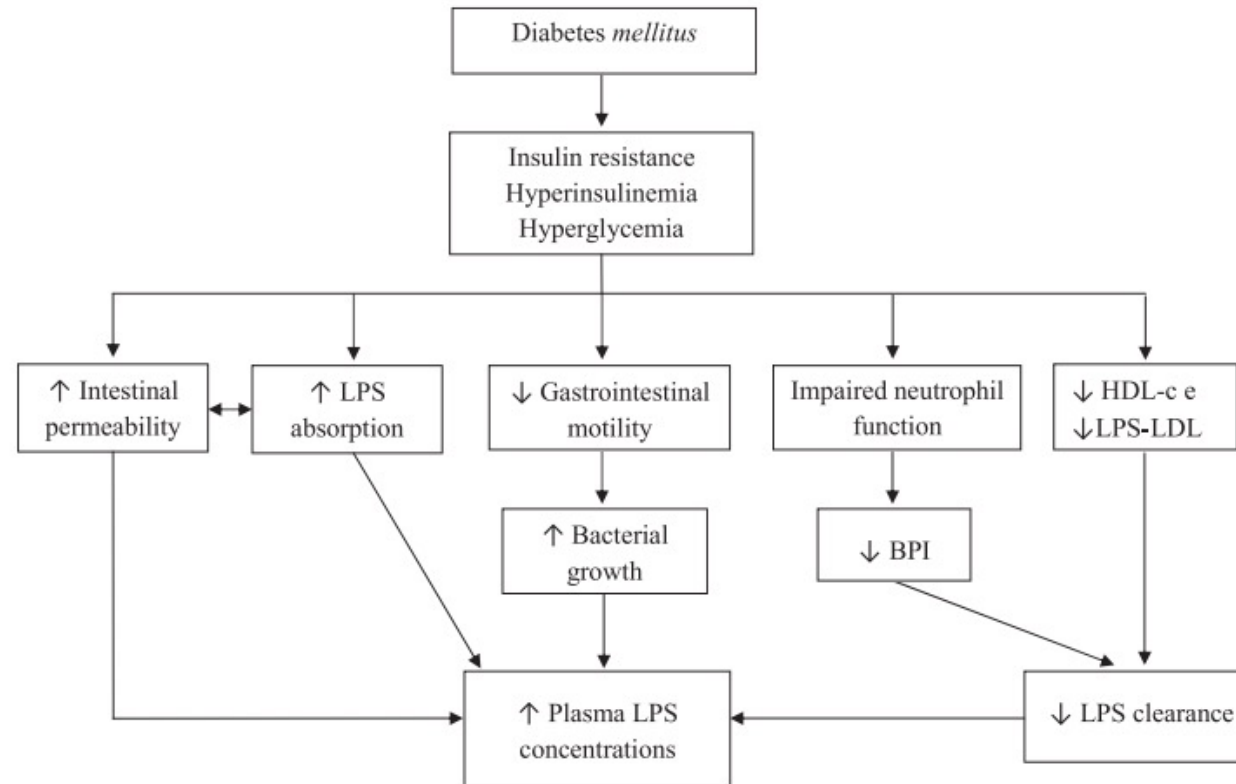 Diabetes mellitus
Insulin resistance
Hyperinsulinemia
Hyperglycemia
↑ Intestinal
permeability
↑ LPS
absorption
↓ Gastrointestinal
motility
Impaired neutrophil
function
↓ HDL-c e
↓LPS-LDL
↑ Bacterial
growth
↓ BPI
↑ Plasma LPS
concentrations
↓ LPS clearance